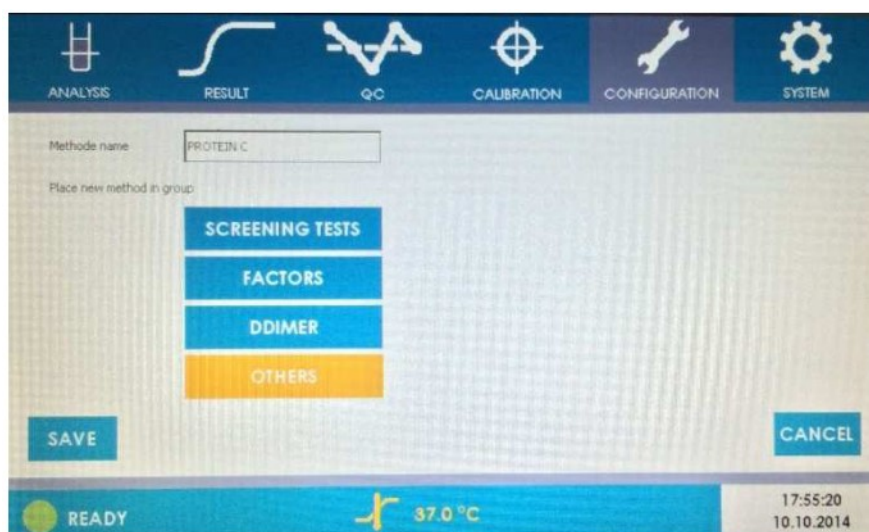 ANALYSIS RESULT QC CALIBRATION CONFIGURATION SYSTEM
Methode name PROTEIN C
Place new method in group
SCREENING TESTS
FACTORS
DDIMER
OTHERS
SAVE CANCEL
READY 37.0 °C 17:55:20
10.10.2014